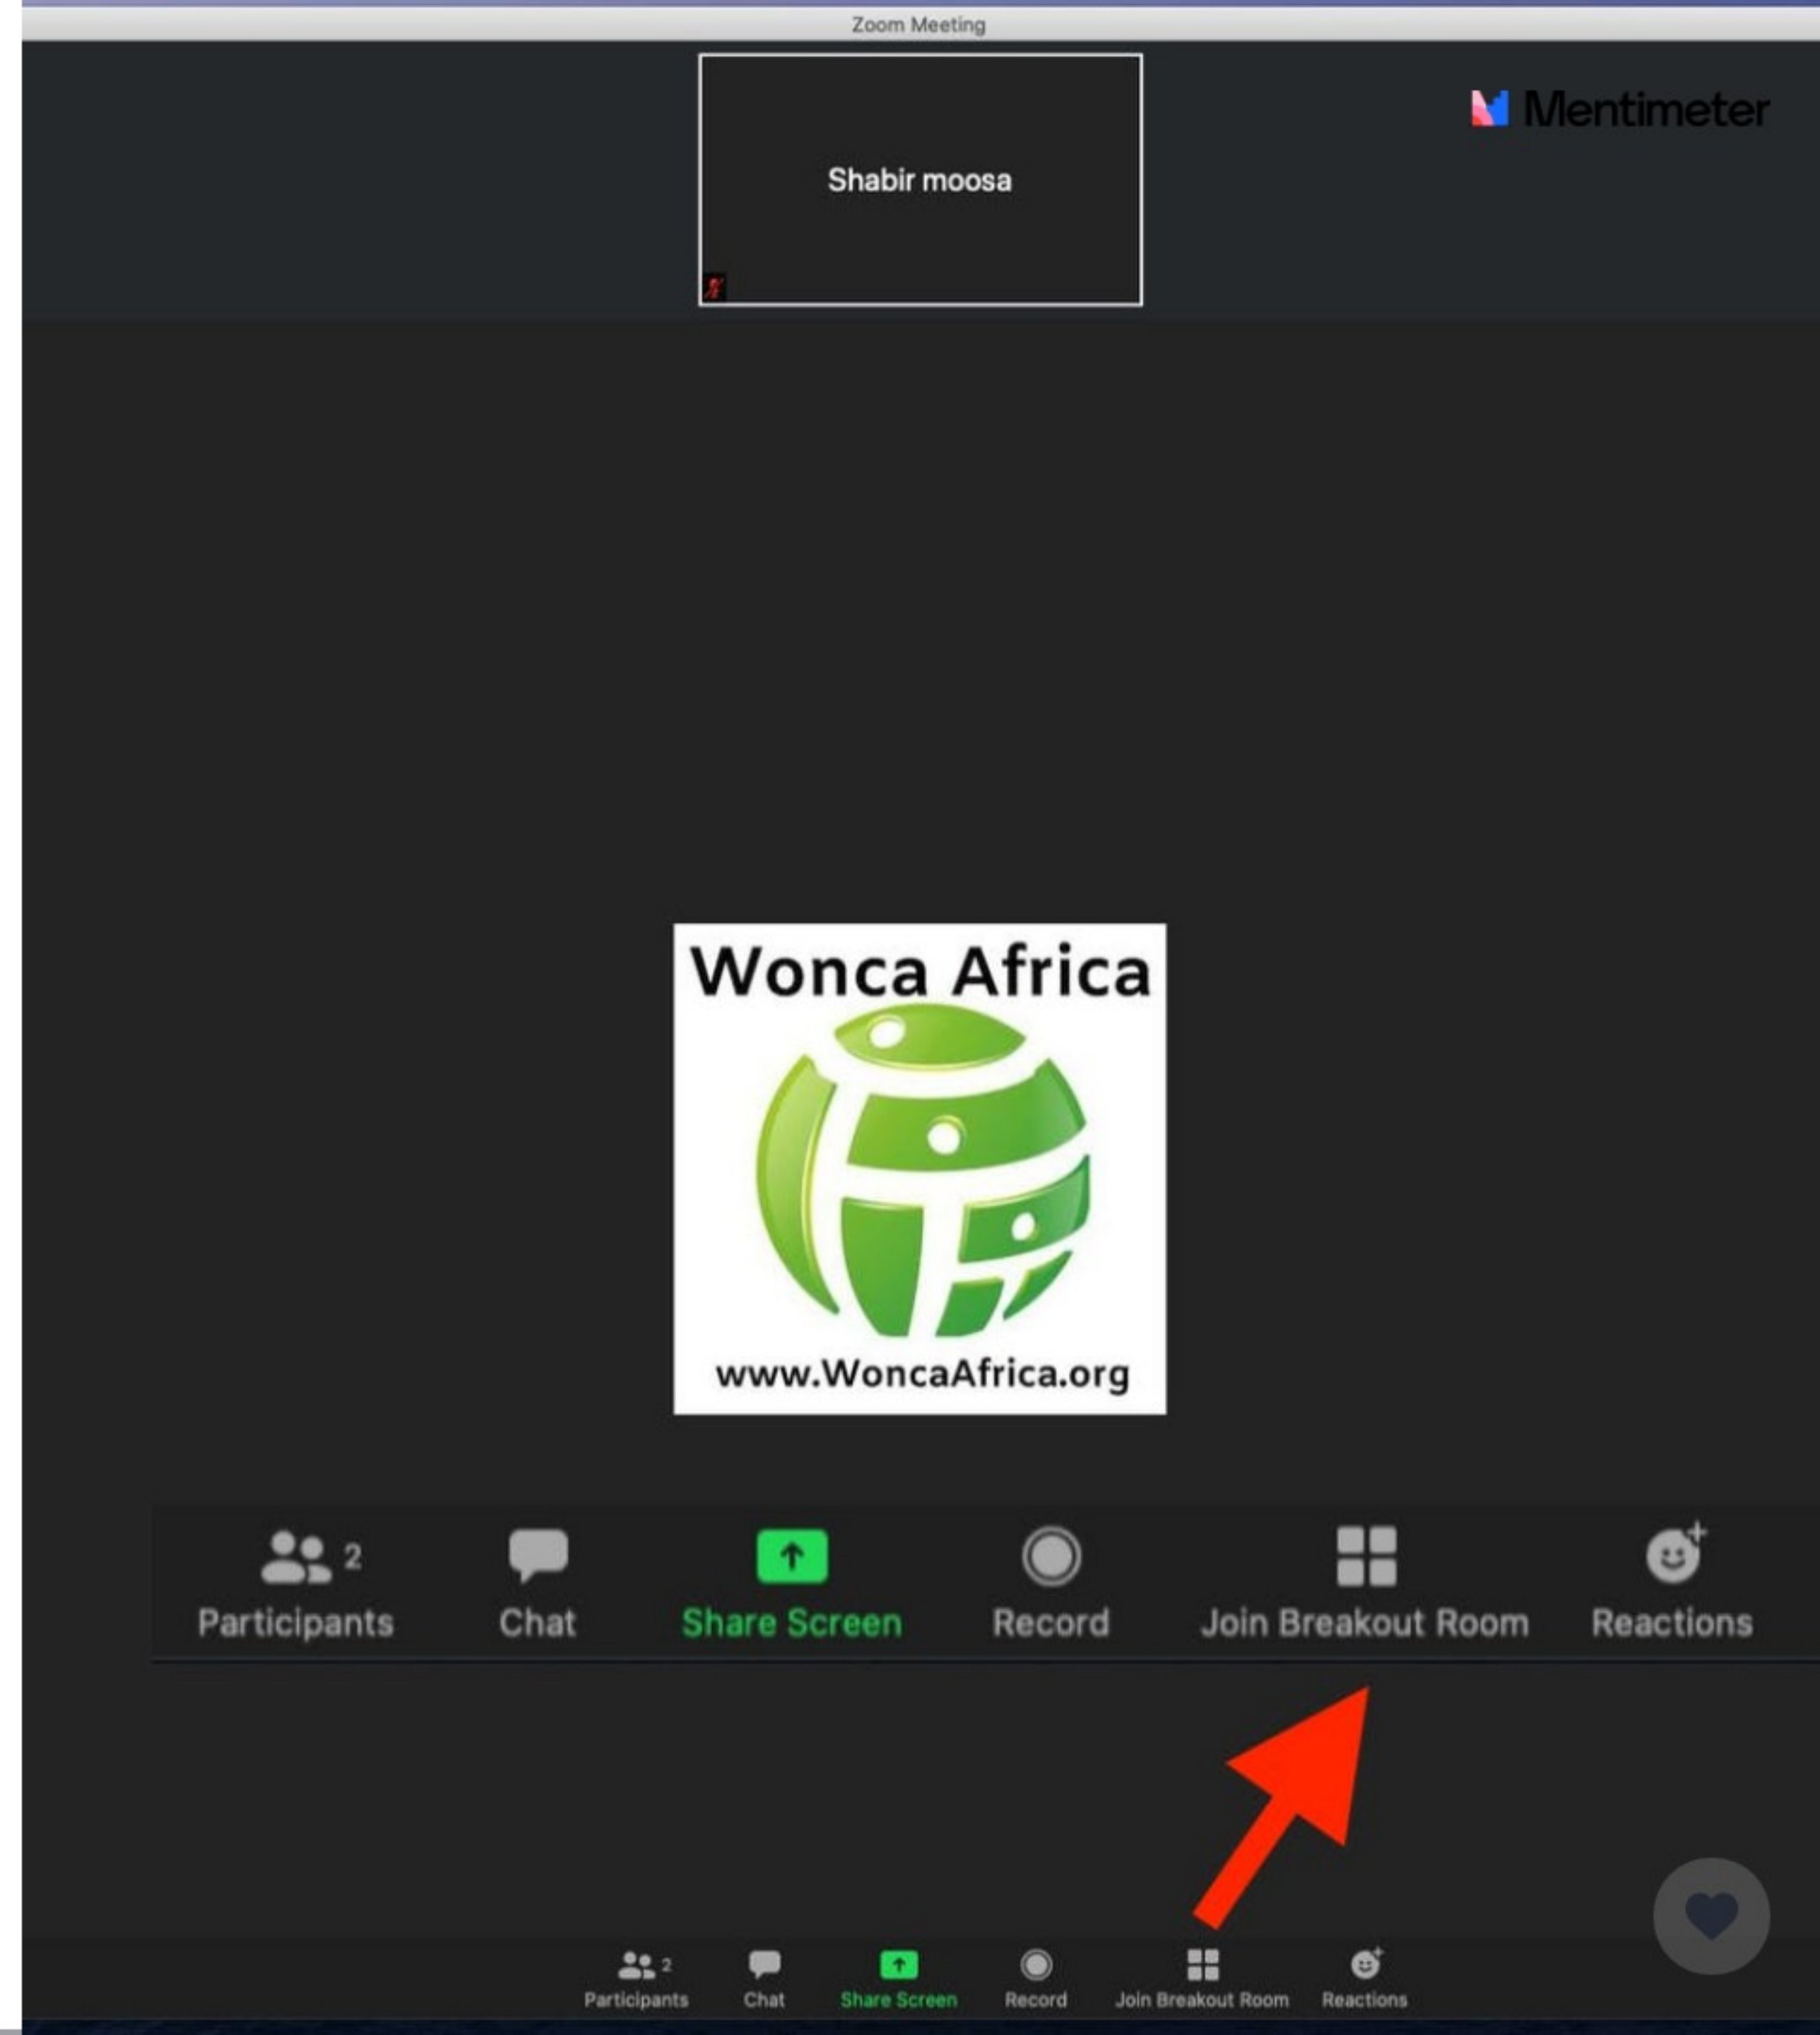 Zoom Meeting
Mentimeter
Shabir moosa
Wonca Africa
www.WoncaAfrica.org
2
Participants Chat Share Screen Record Join Breakout Room Reactions
2
Participants Chat Share Screen Record Join Breakout Room Reactions